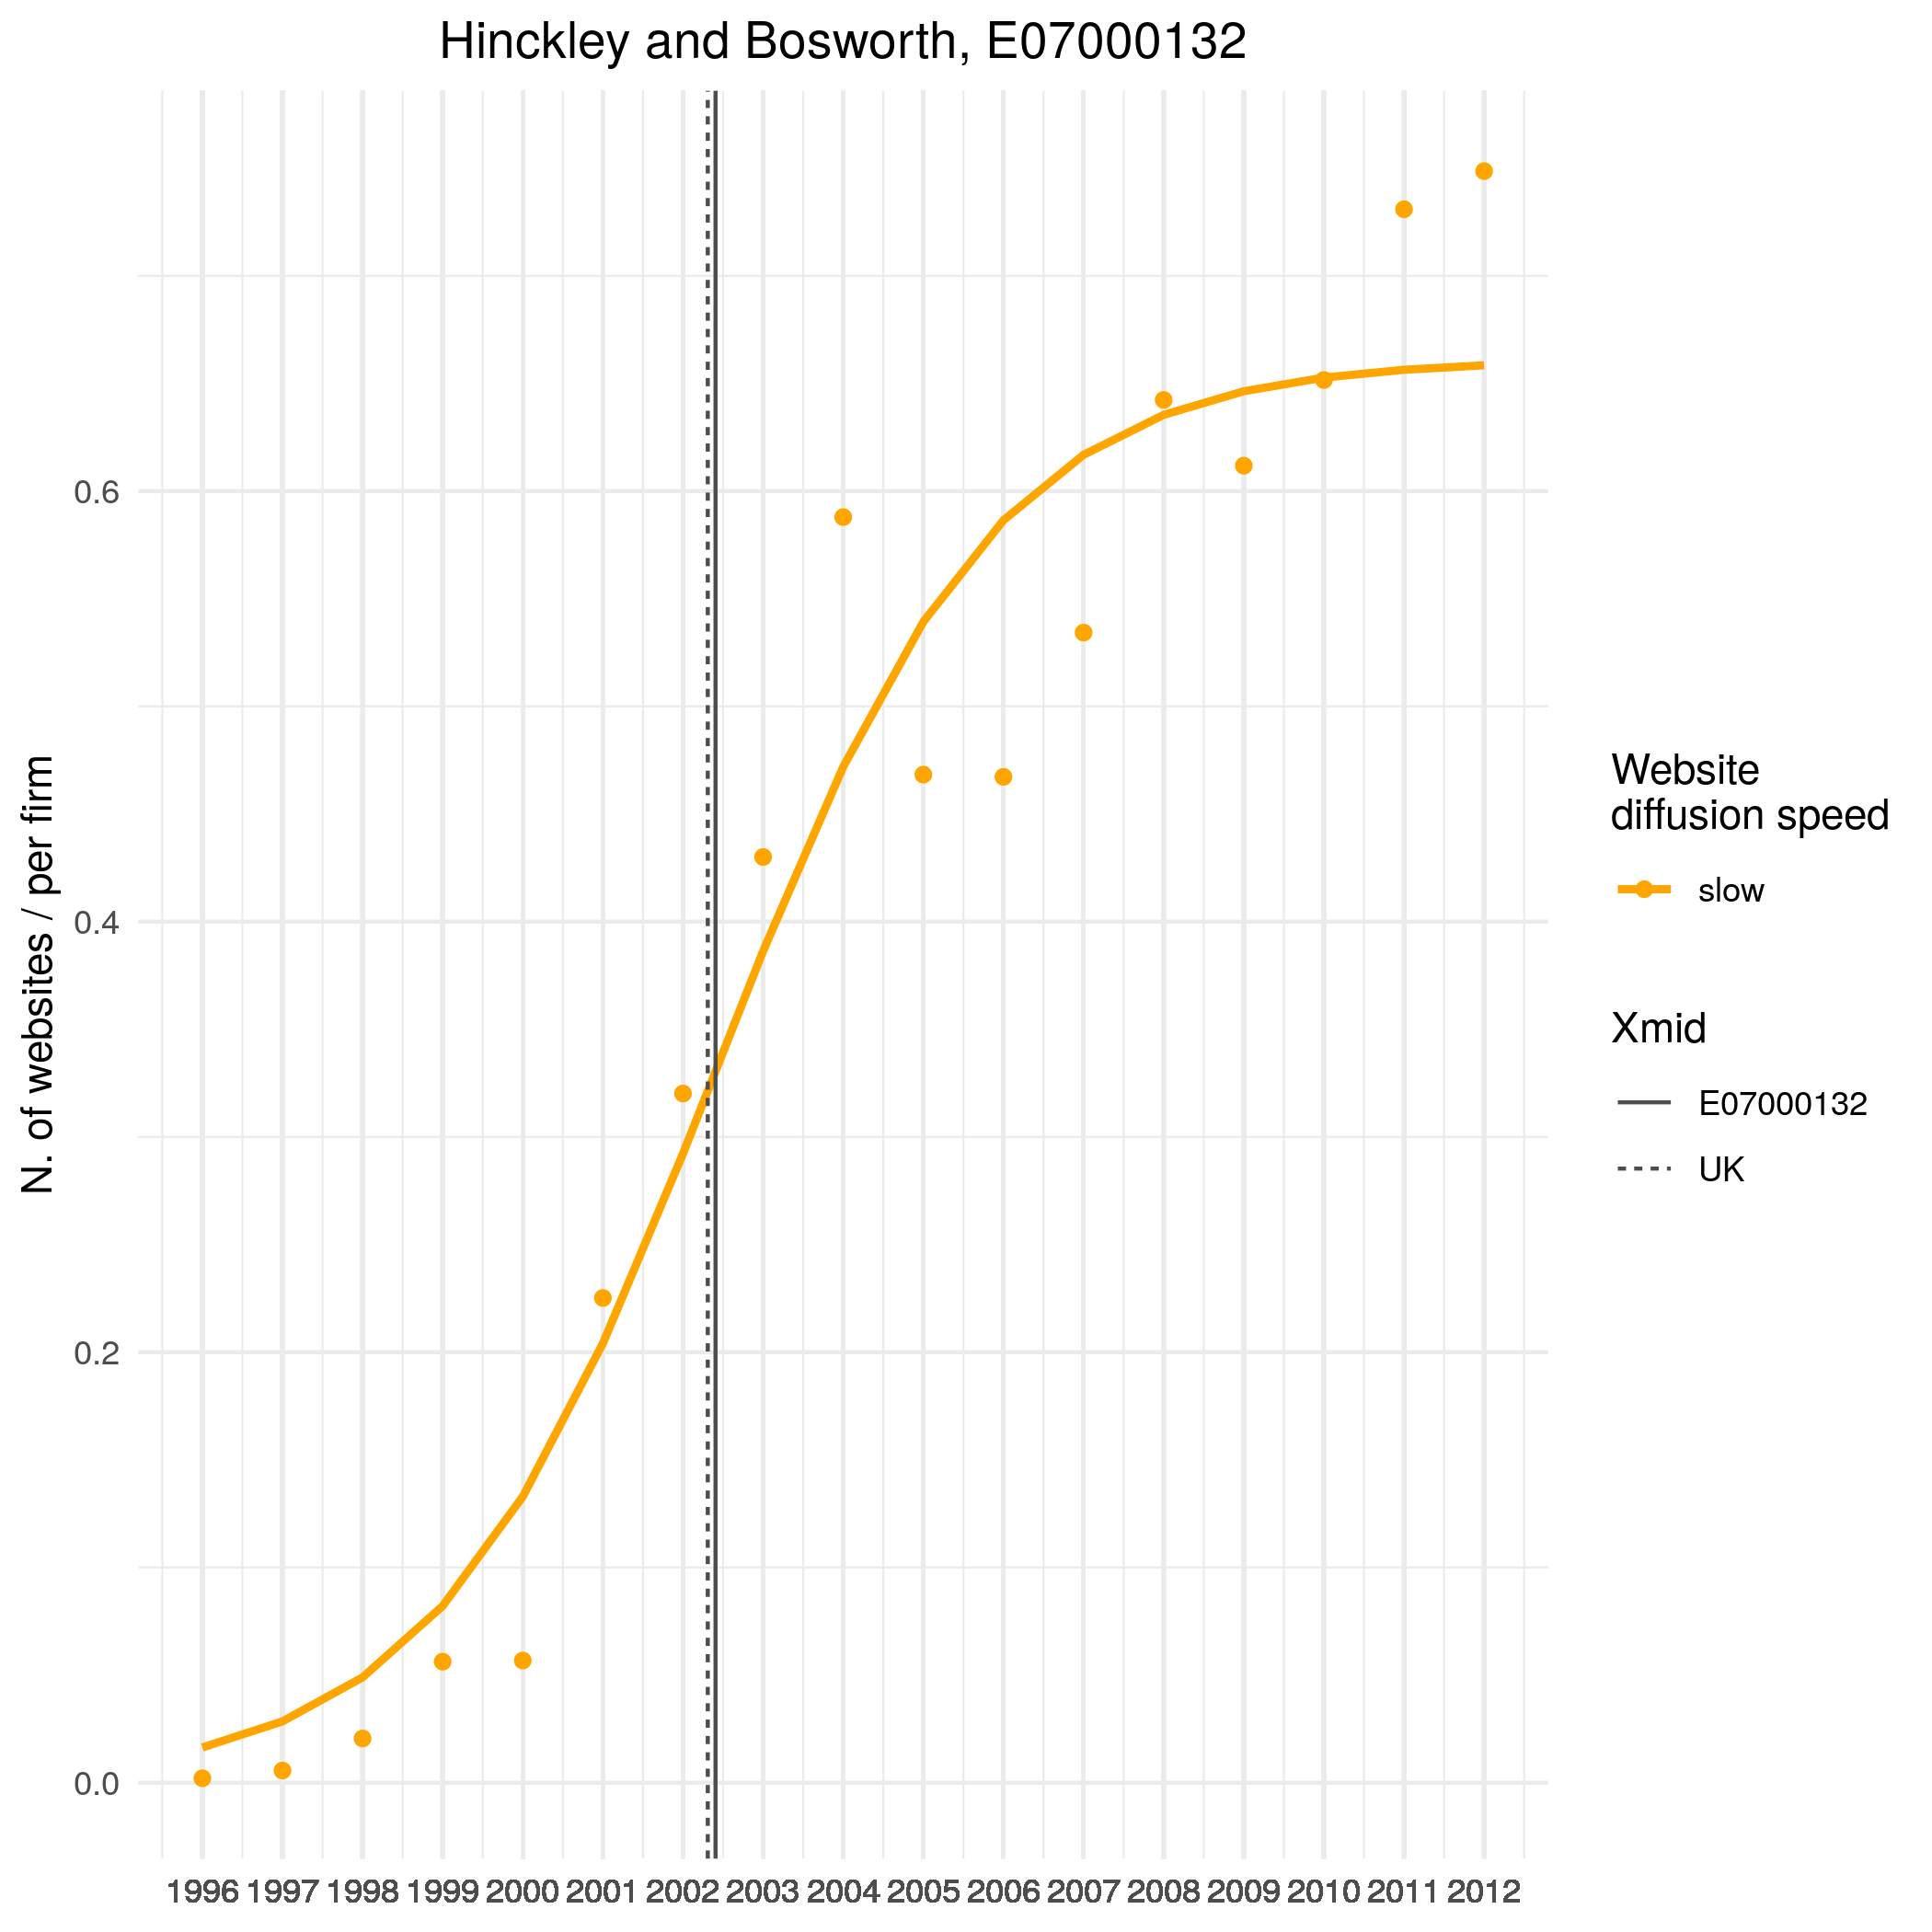 Hinckley and Bosworth, E07000132
N. of websites / per firm
0.6
0.4
0.2
0.0
1996 1997 1998 1999 2000 2001 2002 2003 2004 2005 2006 2007 2008 2009 2010 2011 2012
Website
diffusion speed
slow
Xmid
E07000132
UK